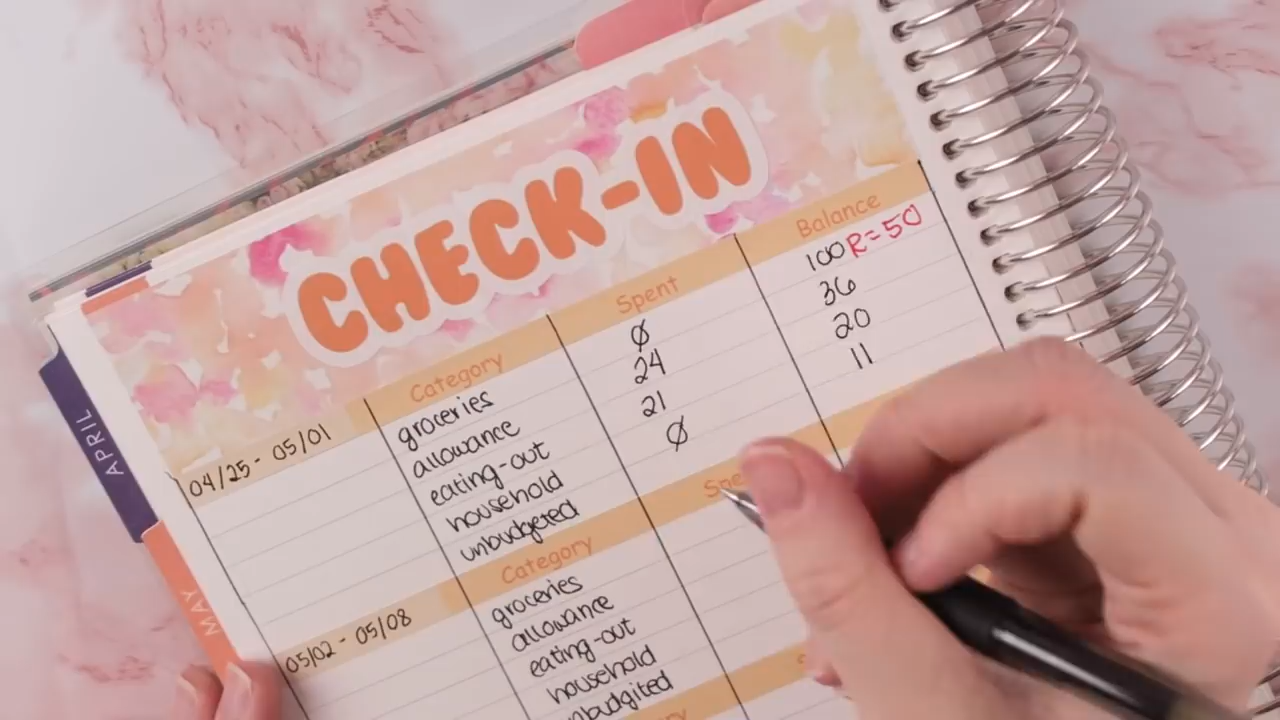 CHECK-IN
04/25 - 05/01 Category Spent Balance
groceries ∅ 100 R=50
allowance 24 36
eating-out 21 20
household ∅ 11
unbudgeted
05/02 - 05/08 Category
groceries
allowance
eating-out
household
APRIL
MAY